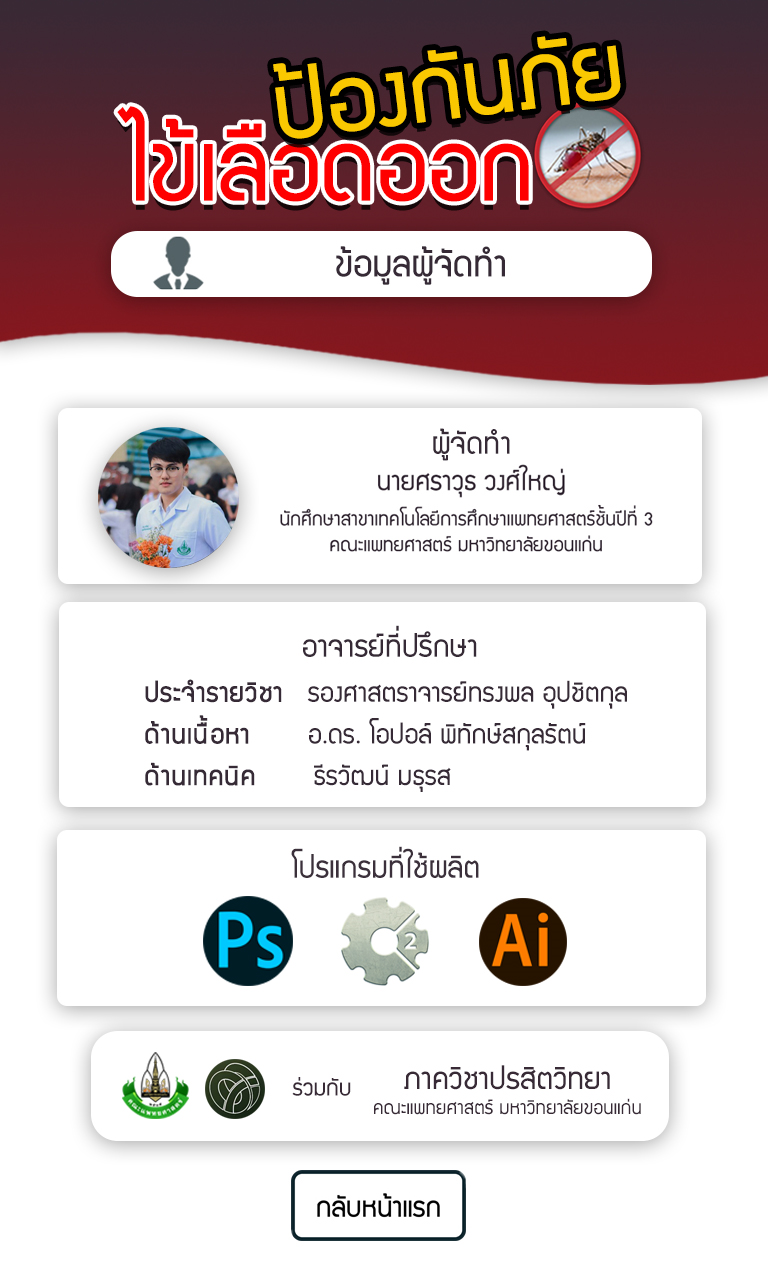 ป้องกันภัย
ไข้เลือดออก
ข้อมูลผู้จัดทำ
ผู้จัดทำ
นายศราวุธ วงศ์ใหญ่
นักศึกษาสาขาเทคโนโลยีการศึกษาแพทยศาสตร์ชั้นปีที่ 3
คณะแพทยศาสตร์ มหาวิทยาลัยขอนแก่น
อาจารย์ที่ปรึกษา
ประจำรายวิชา รองศาสตราจารย์ทรงพล อุปชิตกุล
ด้านเนื้อหา อ.ดร. โอปอล์ พิทักษ์สกุลรัตน์
ด้านเทคนิค ธีรวัฒน์ มธุรส
โปรแกรมที่ใช้ผลิต
Ps 2 Ai
คณะแพทยศาสตร์
ร่วมกับ ภาควิชาปรสิตวิทยา
คณะแพทยศาสตร์ มหาวิทยาลัยขอนแก่น
กลับหน้าแรก